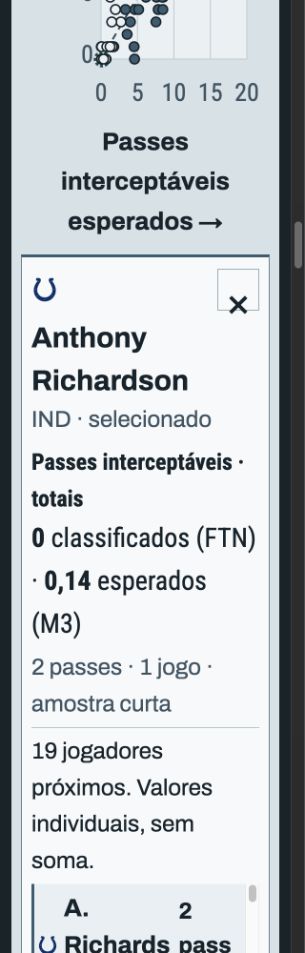 0
0 5 10 15 20
Passes
interceptáveis
esperados →
×
Anthony
Richardson
IND · selecionado
Passes interceptáveis ·
totais
0 classificados (FTN)
· 0,14 esperados
(M3)
2 passes · 1 jogo ·
amostra curta
19 jogadores
próximos. Valores
individuais, sem
soma.
A. 2
Richards pass